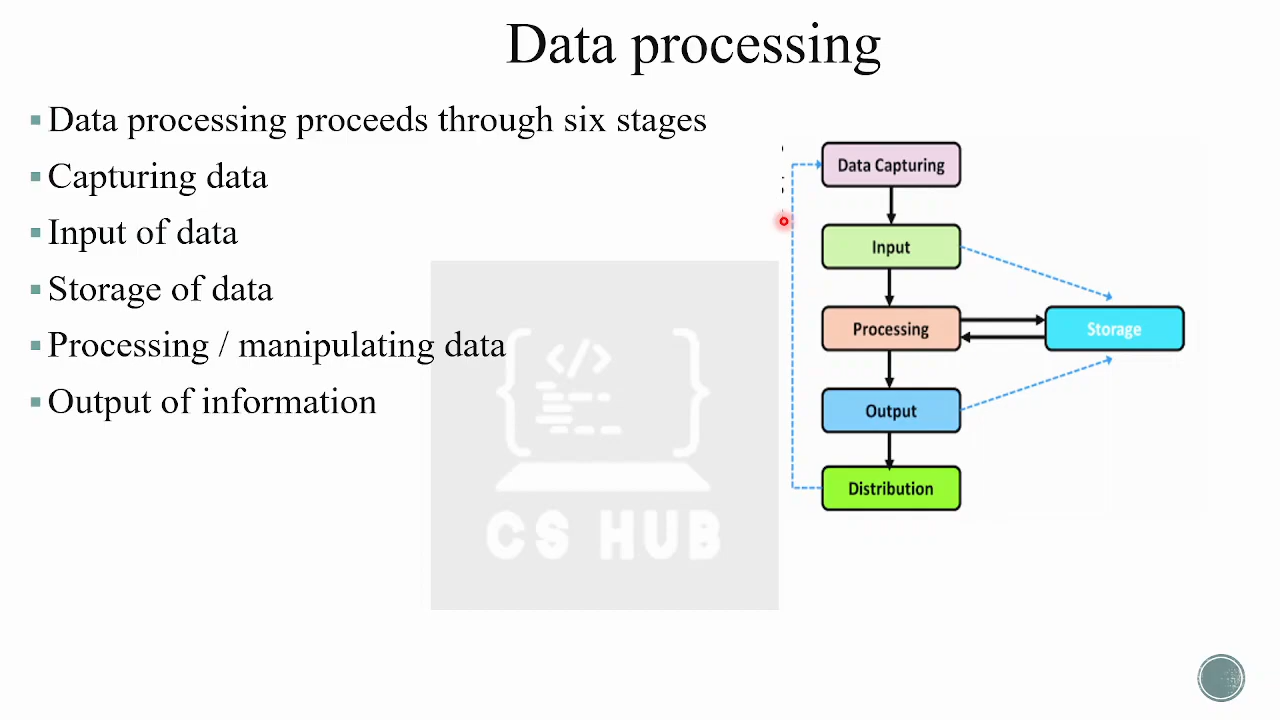 Data processing
Data processing proceeds through six stages
Capturing data
Input of data
Storage of data
Processing / manipulating data
Output of information
Data Capturing
Input
Processing
Storage
Output
Distribution
</>
CS HUB